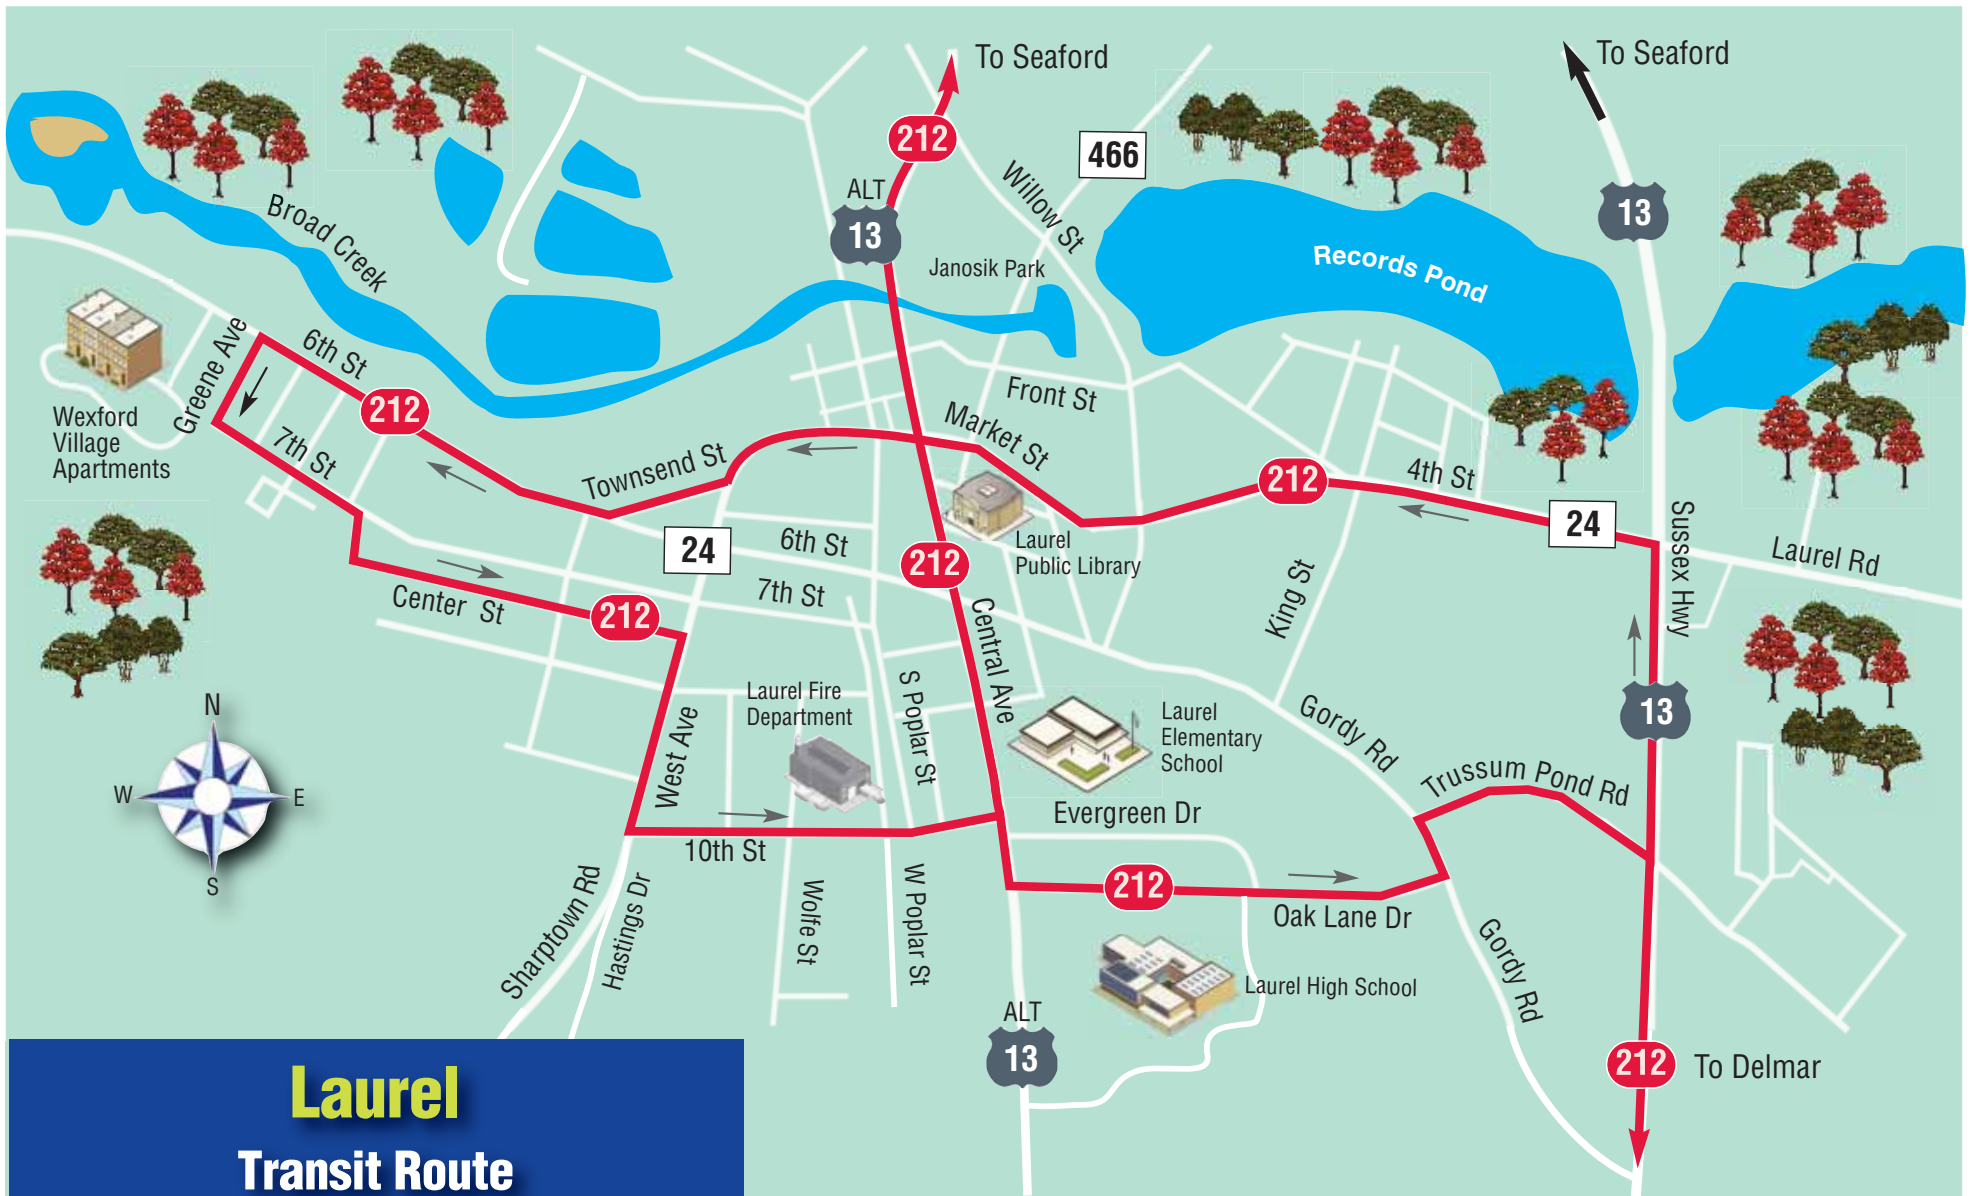 To Seaford
To Seaford
212
466
ALT
13
13
Willow St
Broad Creek
Janosik Park
Records Pond
Greene Ave
6th St
212
Wexford
Village
Apartments
7th St
Front St
Market St
Townsend St
212
4th St
24
24
Sussex Hwy
Laurel Rd
6th St
212
Laurel
Public Library
7th St
King St
Center St
212
Central Ave
N
W
E
S
Laurel Fire
Department
S Poplar St
West Ave
Laurel
Elementary
School
Gordy Rd
13
Trussum Pond Rd
Evergreen Dr
10th St
212
Oak Lane Dr
Sharptown Rd
Hastings Dr
Wolfe St
W Poplar St
Gordy Rd
Laurel High School
ALT
13
212
To Delmar
Laurel
Transit Route